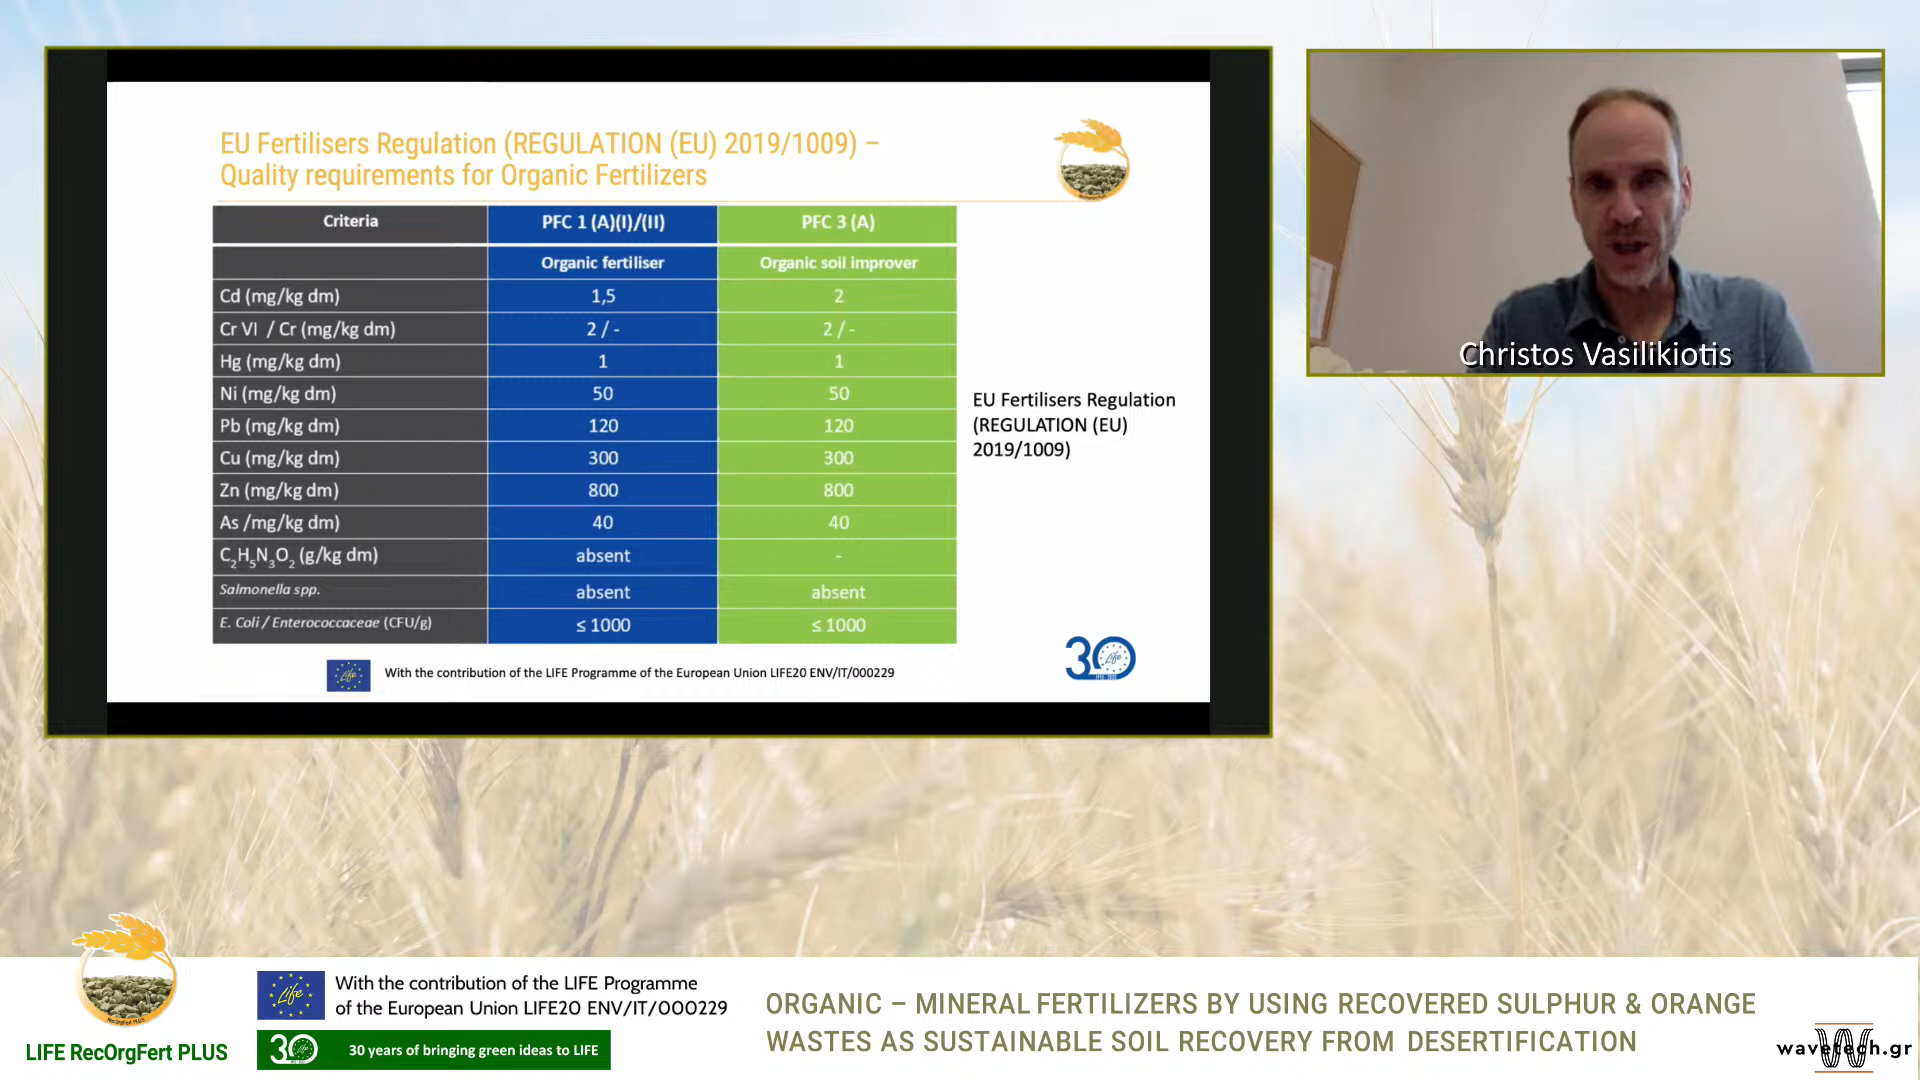 EU Fertilisers Regulation (REGULATION (EU) 2019/1009) –
Quality requirements for Organic Fertilizers
Criteria PFC 1 (A)(I)/(II) PFC 3 (A)
Organic fertiliser Organic soil improver
Cd (mg/kg dm) 1,5 2
Cr VI / Cr (mg/kg dm) 2 / - 2 / -
Hg (mg/kg dm) 1 1
Ni (mg/kg dm) 50 50
Pb (mg/kg dm) 120 120
Cu (mg/kg dm) 300 300
Zn (mg/kg dm) 800 800
As /mg/kg dm) 40 40
C₂H₅N₃O₂ (g/kg dm) absent -
Salmonella spp. absent absent
E. Coli / Enterococcaceae (CFU/g) ≤ 1000 ≤ 1000
EU Fertilisers Regulation
(REGULATION (EU)
2019/1009)
Life
With the contribution of the LIFE Programme of the European Union LIFE20 ENV/IT/000229
30
Life
Christos Vasilikiotis
RecOrgFert PLUS
LIFE RecOrgFert PLUS
Life
With the contribution of the LIFE Programme
of the European Union LIFE20 ENV/IT/000229
30
30 years of bringing green ideas to LIFE
ORGANIC – MINERAL FERTILIZERS BY USING RECOVERED SULPHUR & ORANGE
WASTES AS SUSTAINABLE SOIL RECOVERY FROM DESERTIFICATION
wavetech.gr